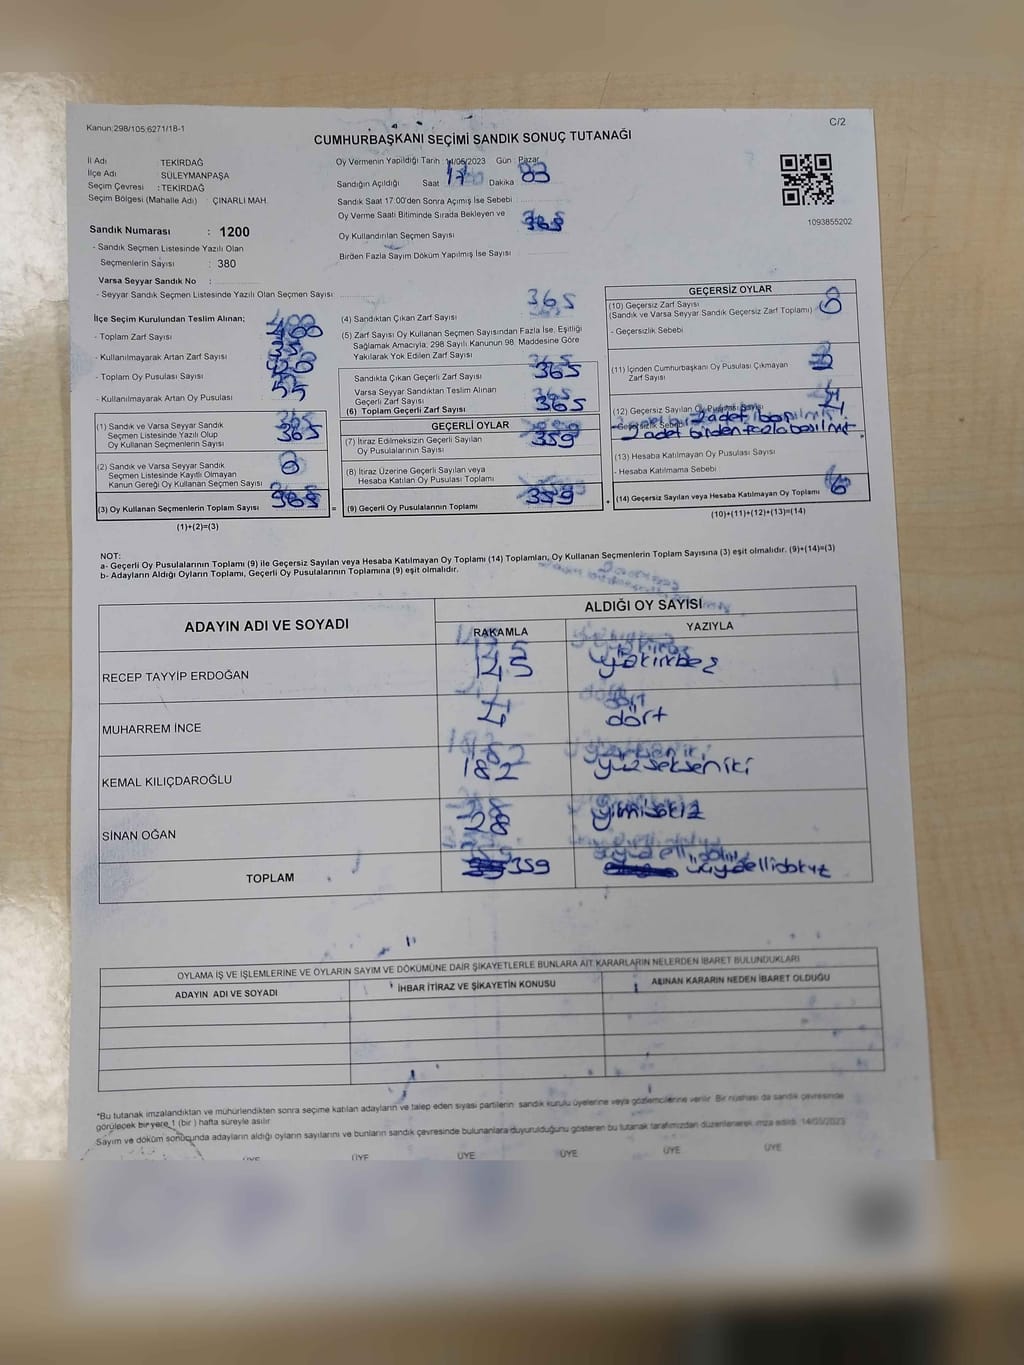 Kanun:298/105:6271/18-1
C/2
CUMHURBAŞKANI SEÇİMİ SANDIK SONUÇ TUTANAĞI
İl Adı : TEKİRDAĞ
İlçe Adı : SÜLEYMANPAŞA
Seçim Çevresi : TEKİRDAĞ
Seçim Bölgesi (Mahalle Adı) : ÇINARLI MAH.
Oy Vermenin Yapıldığı Tarih : 14/05/2023 Gün : Pazar
Sandığın Açıldığı Saat 17 Dakika
Sandık Saat 17:00'den Sonra Açımış İse Sebebi :
Oy Verme Saati Bitiminde Sırada Bekleyen ve
Oy Kullandırılan Seçmen Sayısı
Birden Fazla Sayım Döküm Yapılmış İse Sayısı :
1093855202
Sandık Numarası : 1200
- Sandık Seçmen Listesinde Yazılı Olan
Seçmenlerin Sayısı : 380
Varsa Seyyar Sandık No :
- Seyyar Sandık Seçmen Listesinde Yazılı Olan Seçmen Sayısı :
İlçe Seçim Kurulundan Teslim Alınan;
- Toplam Zarf Sayısı 400
- Kullanılmayarak Artan Zarf Sayısı
- Toplam Oy Pusulası Sayısı
- Kullanılmayarak Artan Oy Pusulası 55
(1) Sandık ve Varsa Seyyar Sandık
Seçmen Listesinde Yazılı Olup
Oy Kullanan Seçmenlerin Sayısı 365
(2) Sandık ve Varsa Seyyar Sandık
Seçmen Listesinde Kayıtlı Olmayan
Kanun Gereği Oy Kullanan Seçmen Sayısı
(3) Oy Kullanan Seçmenlerin Toplam Sayısı 365
(1)+(2)=(3)
(4) Sandıktan Çıkan Zarf Sayısı 365
(5) Zarf Sayısı Oy Kullanan Seçmen Sayısından Fazla İse, Eşitliği
Sağlamak Amacıyla; 298 Sayılı Kanunun 98. Maddesine Göre
Yakılarak Yok Edilen Zarf Sayısı
Sandıkta Çıkan Geçerli Zarf Sayısı 365
Varsa Seyyar Sandıktan Teslim Alınan
Geçerli Zarf Sayısı
(6) Toplam Geçerli Zarf Sayısı 365
GEÇERLİ OYLAR
(7) İtiraz Edilmeksizin Geçerli Sayılan
Oy Pusulasının Sayısı 359
(8) İtiraz Üzerine Geçerli Sayılan veya
Hesaba Katılan Oy Pusulası Toplamı
(9) Geçerli Oy Pusulalarının Toplamı 359
GEÇERSİZ OYLAR
(10) Geçersiz Zarf Sayısı
(Sandık ve Varsa Seyyar Sandık Geçersiz Zarf Toplamı)
- Geçersizlik Sebebi
(11) İçinden Cumhurbaşkanı Oy Pusulası Çıkmayan
Zarf Sayısı 2
(12) Geçersiz Sayılan Oy Pusulası Sayısı 4
- Geçersizlik Sebebi
2 adet birden fazla basılmış
(13) Hesaba Katılmayan Oy Pusulası Sayısı
- Hesaba Katılmama Sebebi
(14) Geçersiz Sayılan veya Hesaba Katılmayan Oy Toplamı 6
(10)+(11)+(12)+(13)=(14)
NOT:
a- Geçerli Oy Pusulalarının Toplamı (9) ile Geçersiz Sayılan veya Hesaba Katılmayan Oy Toplamı (14) Toplamları, Oy Kullanan Seçmenlerin Toplam Sayısına (3) eşit olmalıdır. (9)+(14)=(3)
b- Adayların Aldığı Oyların Toplamı, Geçerli Oy Pusulalarının Toplamına (9) eşit olmalıdır.
ADAYIN ADI VE SOYADI
ALDIĞI OY SAYISI
RAKAMLA YAZIYLA
RECEP TAYYİP ERDOĞAN 145 yüzkırkbeş
MUHARREM İNCE 4 dört
KEMAL KILIÇDAROĞLU 182 yüzsekseniki
SİNAN OĞAN 28 yirmisekiz
TOPLAM 359 üçyüzellidokuz
OYLAMA İŞ VE İŞLEMLERİNE VE OYLARIN SAYIM VE DÖKÜMÜNE DAİR ŞİKAYETLERLE BUNLARA AİT KARARLARIN NELERDEN İBARET BULUNDUKLARI
ADAYIN ADI VE SOYADI İHBAR İTİRAZ VE ŞİKAYETİN KONUSU ALINAN KARARIN NEDEN İBARET OLDUĞU
*Bu tutanak imzalandıktan ve mühürlendikten sonra seçime katılan adayların ve talep eden siyasi partilerin sandık kurulu üyelerine veya gözlemcilerine verilir. Bir nüshası da sandık çevresinde
görülecek bir yere 1 (bir) hafta süreyle asılır.
Sayım ve döküm sonucunda adayların aldığı oyların sayılarını ve bunların sandık çevresinde bulunanlara duyurulduğunu gösteren bu tutanak tarafımızdan düzenlenerek imza edildi. 14/05/2023
ÜYE ÜYE ÜYE ÜYE ÜYE ÜYE